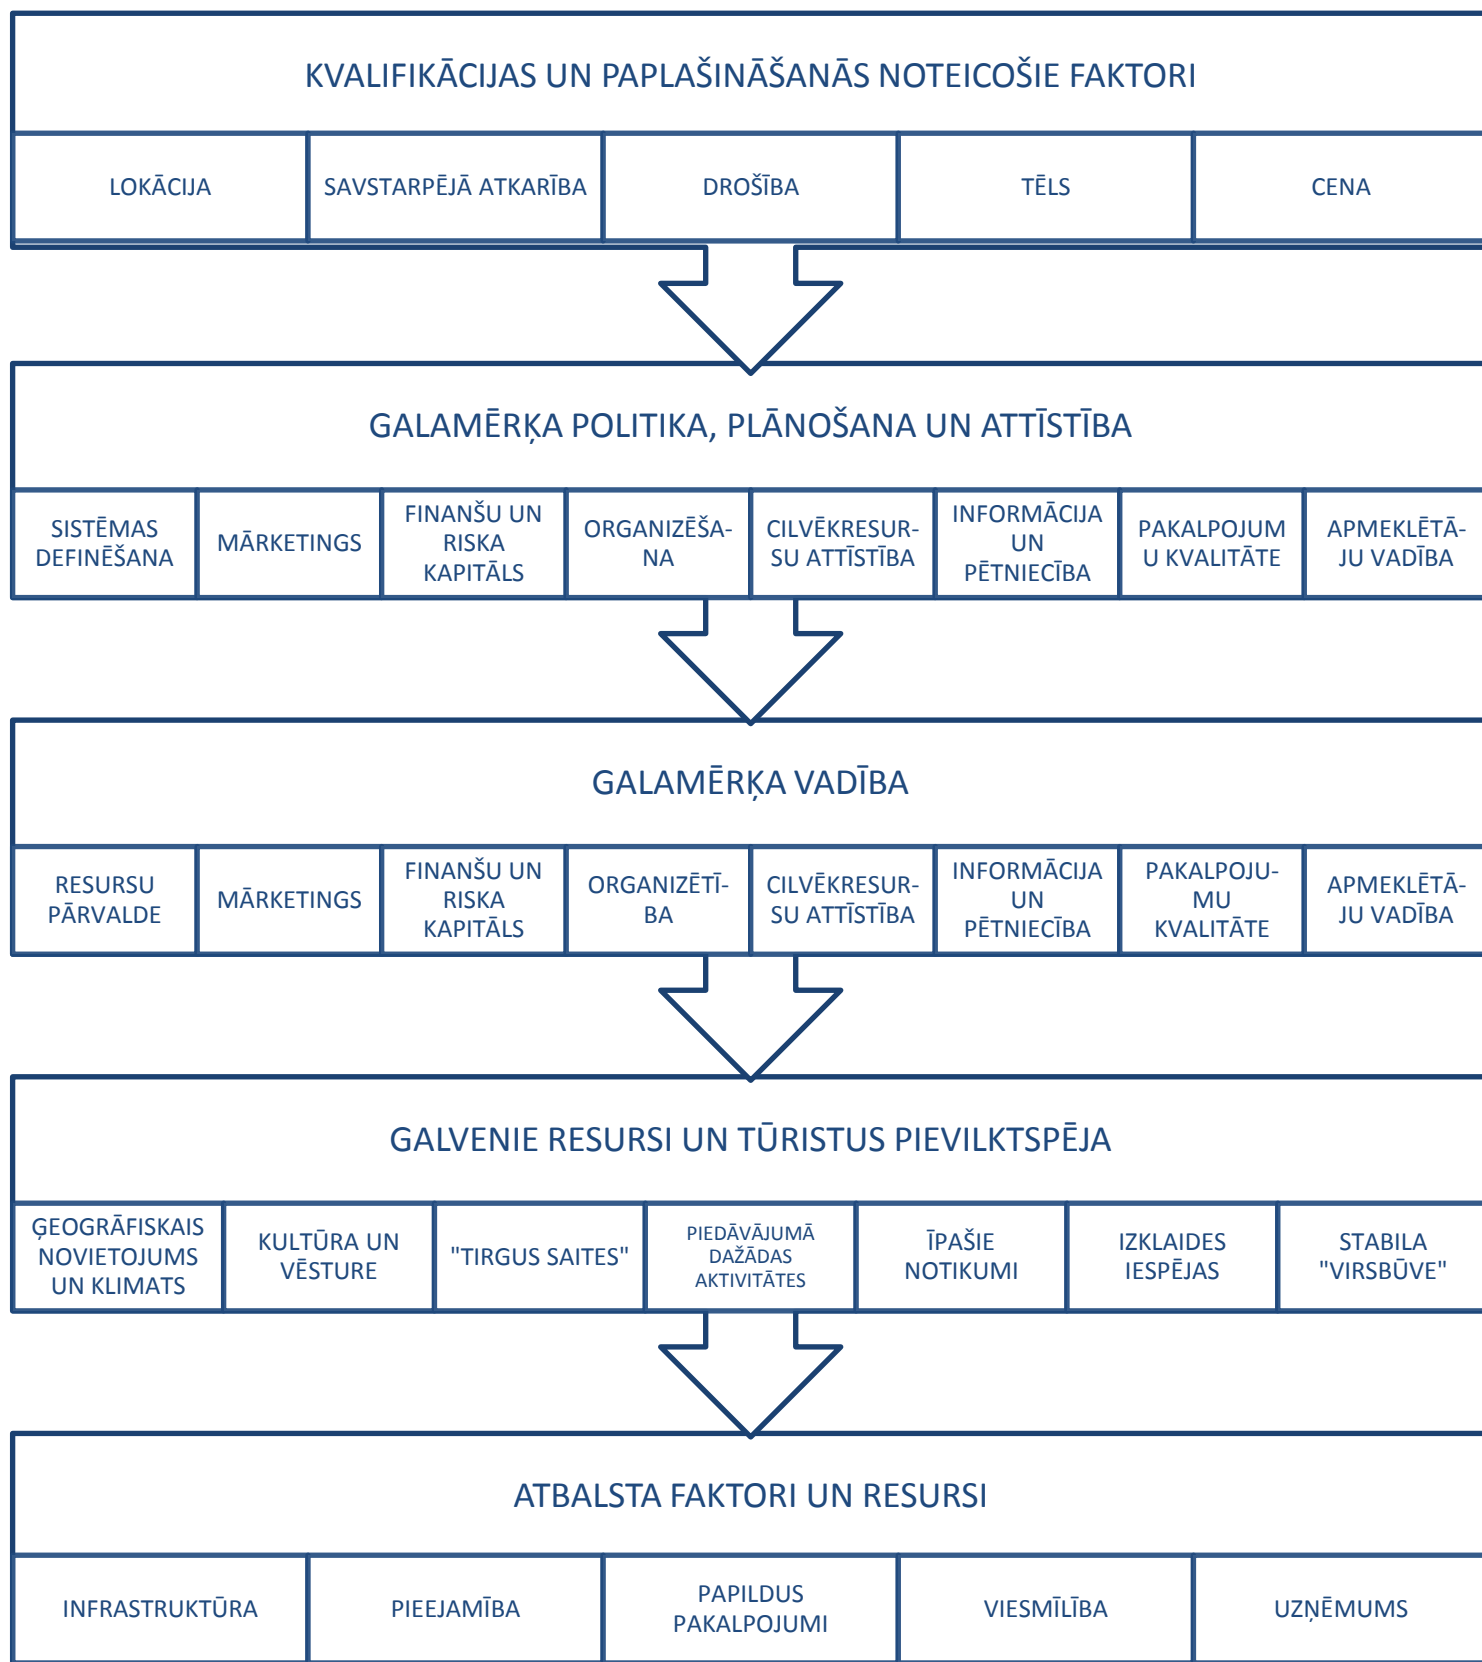 KVALIFIKĀCIJAS UN PAPLAŠINĀŠANĀS NOTEICOŠIE FAKTORI
LOKĀCIJA
SAVSTARPĒJĀ ATKARĪBA
DROŠĪBA
TĒLS
CENA
GALAMĒRĶA POLITIKA, PLĀNOŠANA UN ATTĪSTĪBA
SISTĒMAS
DEFINĒŠANA
MĀRKETINGS
FINANŠU UN
RISKA
KAPITĀLS
ORGANIZĒŠA-
NA
CILVĒKRESUR-
SU ATTĪSTĪBA
INFORMĀCIJA
UN
PĒTNIECĪBA
PAKALPOJUM
U KVALITĀTE
APMEKLĒTĀ-
JU VADĪBA
GALAMĒRĶA VADĪBA
RESURSU
PĀRVALDE
MĀRKETINGS
FINANŠU UN
RISKA
KAPITĀLS
ORGANIZĒTĪ-
BA
CILVĒKRESUR-
SU ATTĪSTĪBA
INFORMĀCIJA
UN
PĒTNIECĪBA
PAKALPOJU-
MU
KVALITĀTE
APMEKLĒTĀ-
JU VADĪBA
GALVENIE RESURSI UN TŪRISTUS PIEVILKTSPĒJA
ĢEOGRĀFISKAIS
NOVIETOJUMS
UN KLIMATS
KULTŪRA UN
VĒSTURE
"TIRGUS SAITES"
PIEDĀVĀJUMĀ
DAŽĀDAS
AKTIVITĀTES
ĪPAŠIE
NOTIKUMI
IZKLAIDES
IESPĒJAS
STABILA
"VIRSBŪVE"
ATBALSTA FAKTORI UN RESURSI
INFRASTRUKTŪRA
PIEEJAMĪBA
PAPILDUS
PAKALPOJUMI
VIESMĪLĪBA
UZŅĒMUMS